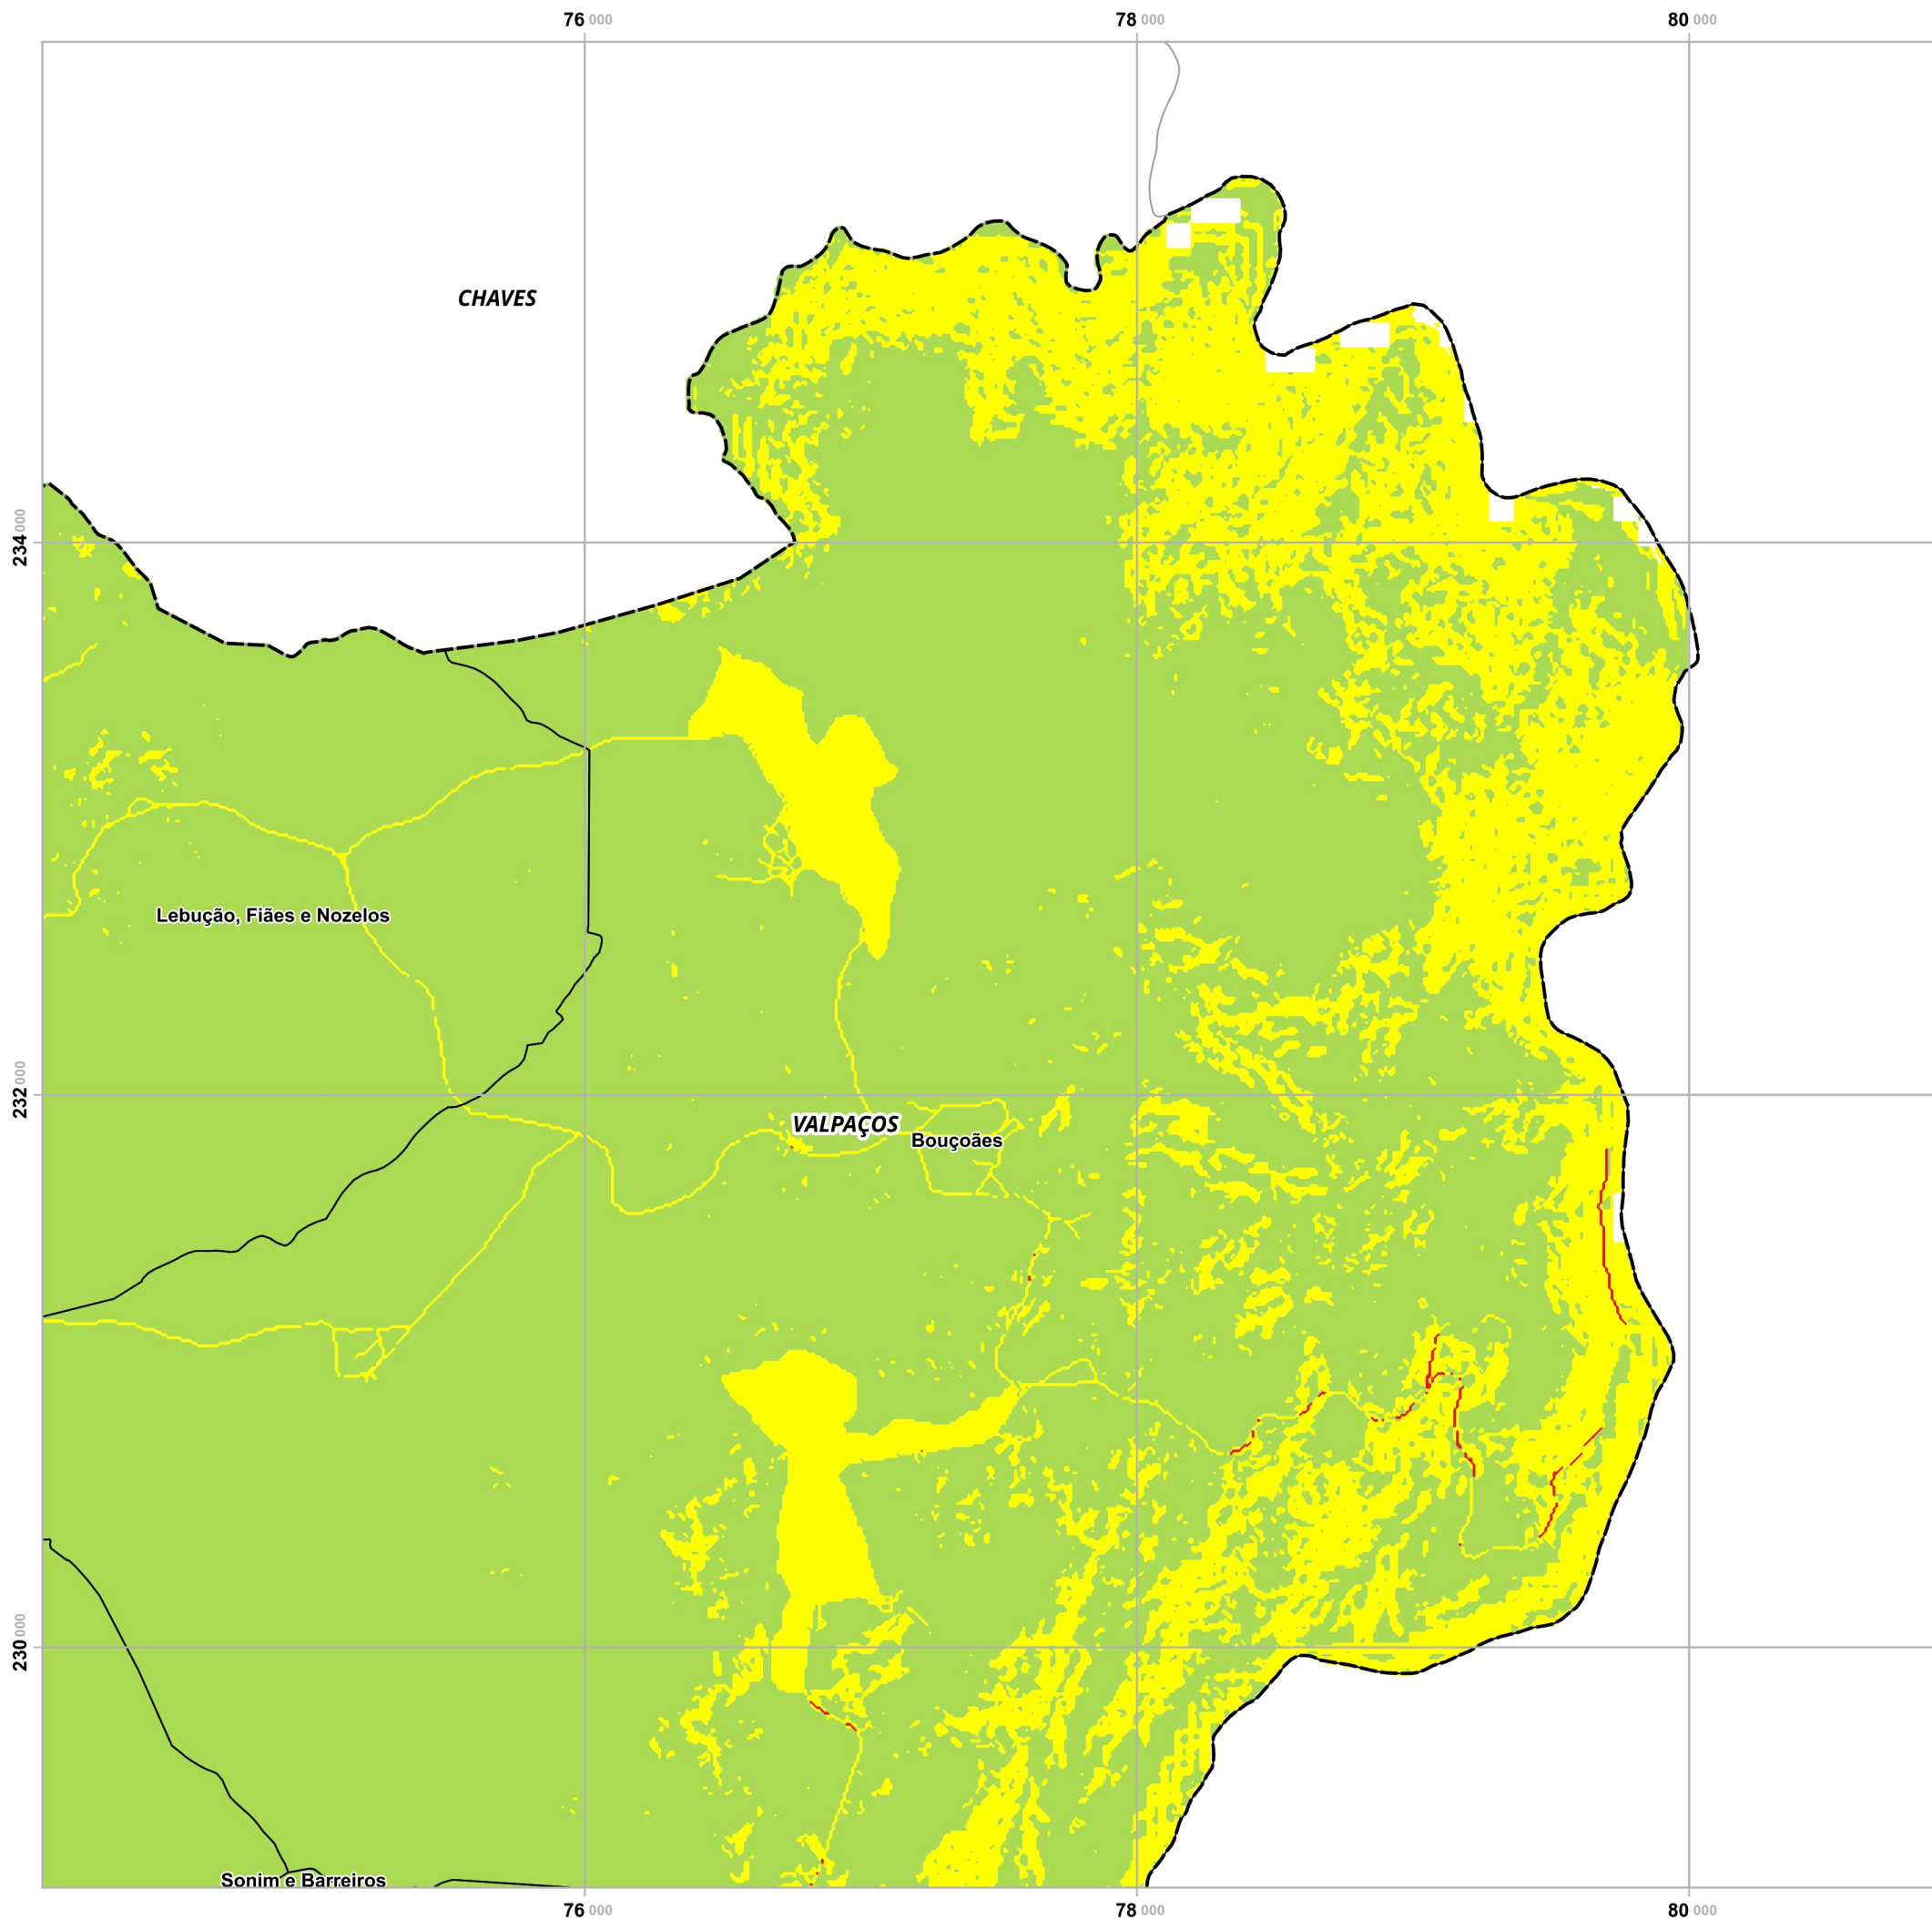 76 000
78 000
80 000
CHAVES
234 000
Lebução, Fiães e Nozelos
232 000
VALPAÇOS
Bouçoães
230 000
Sonim e Barreiros
76 000
78 000
80 000